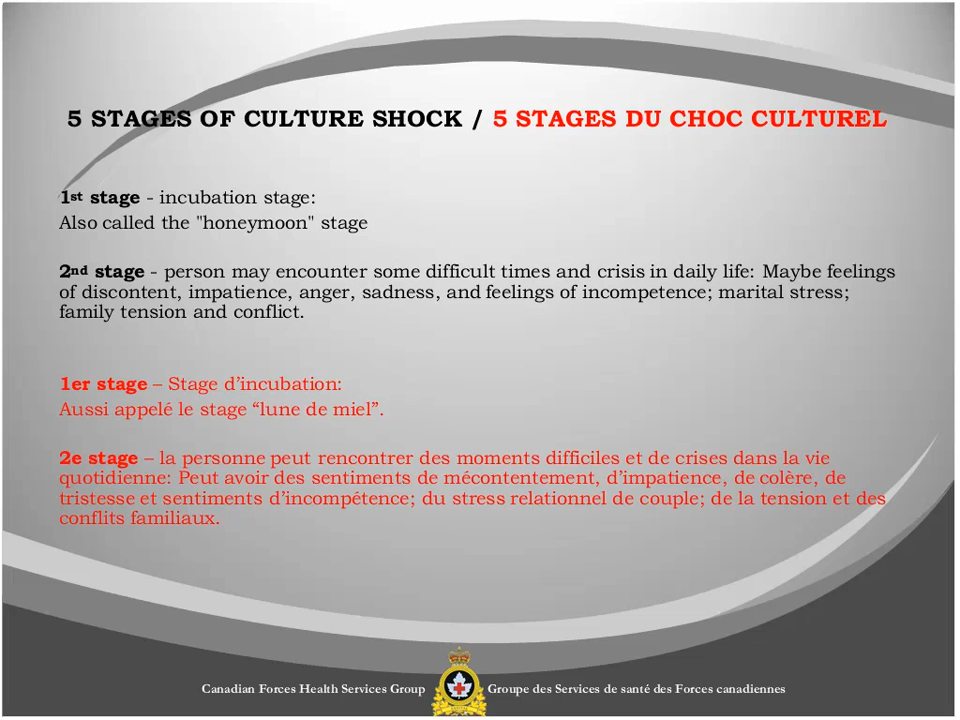 5 STAGES OF CULTURE SHOCK / 5 STAGES DU CHOC CULTUREL
1st stage - incubation stage:
Also called the "honeymoon" stage
2nd stage - person may encounter some difficult times and crisis in daily life: Maybe feelings
of discontent, impatience, anger, sadness, and feelings of incompetence; marital stress;
family tension and conflict.
1er stage – Stage d’incubation:
Aussi appelé le stage “lune de miel”.
2e stage – la personne peut rencontrer des moments difficiles et de crises dans la vie
quotidienne: Peut avoir des sentiments de mécontentement, d’impatience, de colère, de
tristesse et sentiments d’incompétence; du stress relationnel de couple; de la tension et des
conflits familiaux.
Canadian Forces Health Services Group Groupe des Services de santé des Forces canadiennes